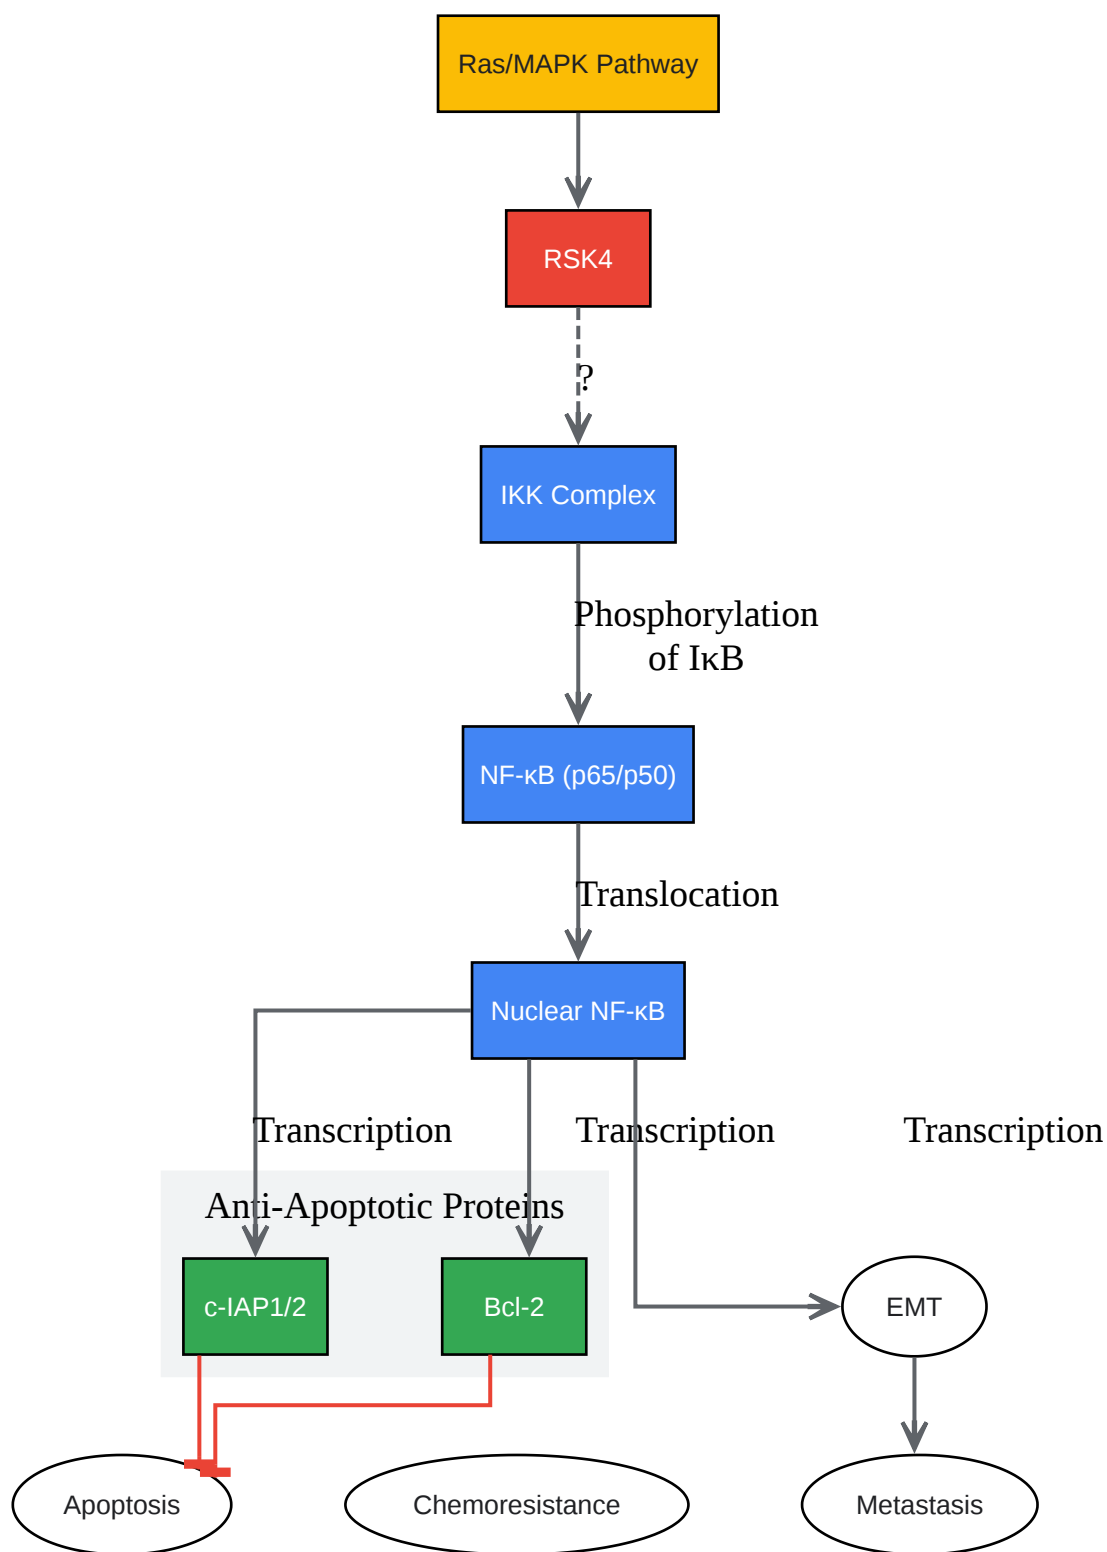 Ras/MAPK Pathway
RSK4
?
IKK Complex
Phosphorylation
of IκB
NF-κB (p65/p50)
Translocation
Nuclear NF-κB
Transcription
Transcription
Transcription
Anti-Apoptotic Proteins
c-IAP1/2
Bcl-2
EMT
Apoptosis
Chemoresistance
Metastasis